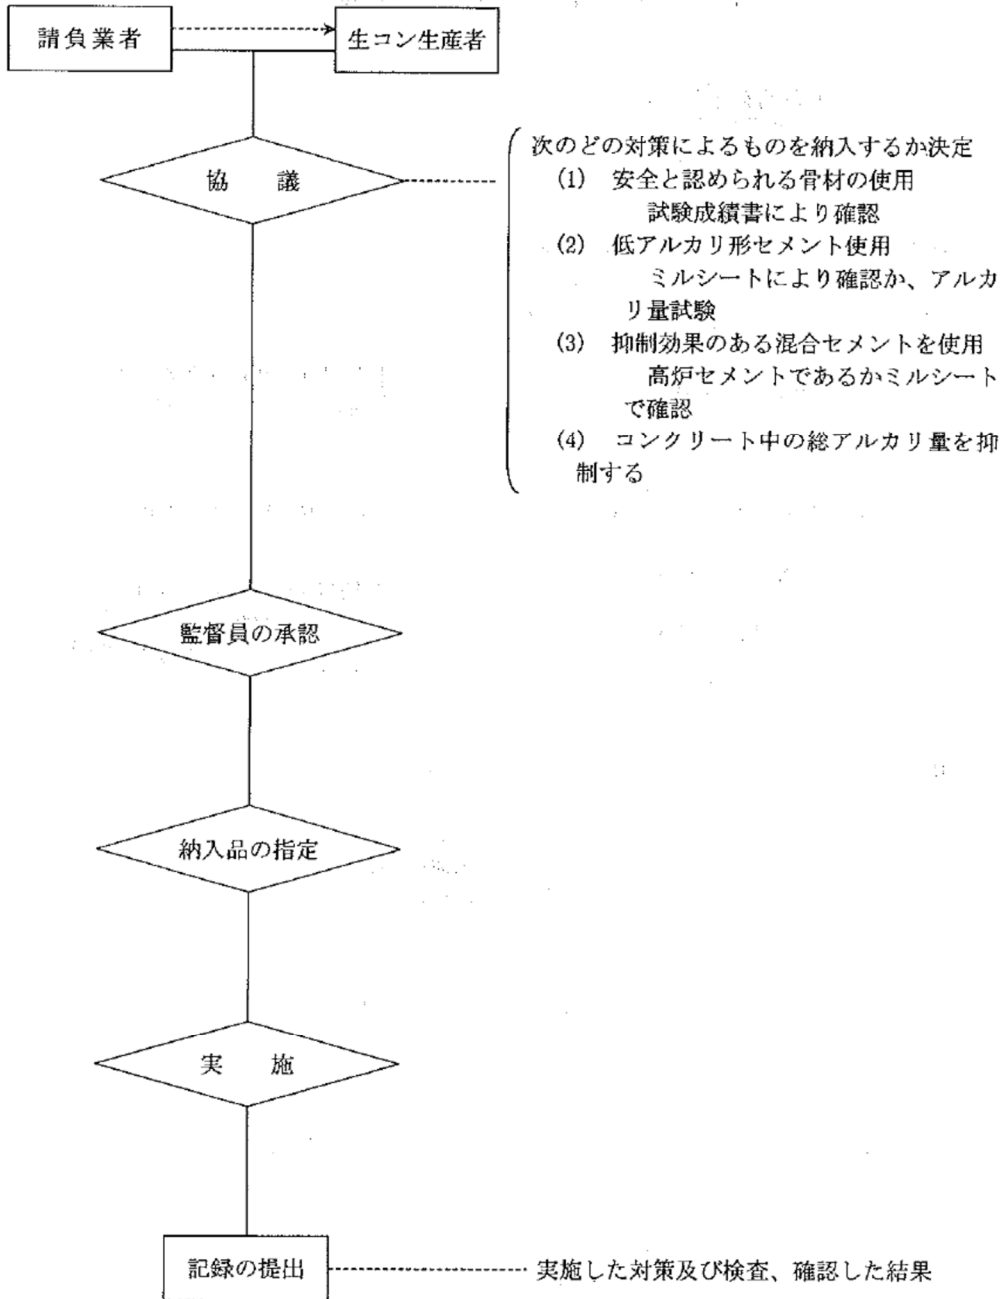 請負業者
生コン生産者
協　議
次のどの対策によるものを納入するか決定
(1)　安全と認められる骨材の使用
試験成績書により確認
(2)　低アルカリ形セメント使用
ミルシートにより確認か、アルカ
リ量試験
(3)　抑制効果のある混合セメントを使用
高炉セメントであるかミルシート
で確認
(4)　コンクリート中の総アルカリ量を抑
制する
監督員の承認
納入品の指定
実　施
記録の提出
実施した対策及び検査、確認した結果